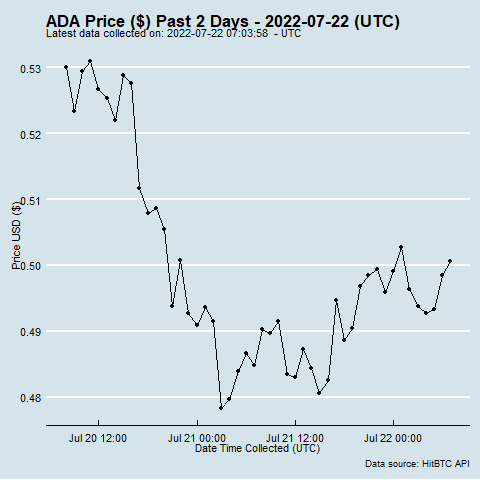 ADA Price ($) Past 2 Days - 2022-07-22 (UTC)
Latest data collected on: 2022-07-22 07:03:58 - UTC
0.53
0.52
0.51
0.50
0.49
0.48
Price USD ($)
Jul 20 12:00
Jul 21 00:00
Jul 21 12:00
Jul 22 00:00
Date Time Collected (UTC)
Data source: HitBTC API